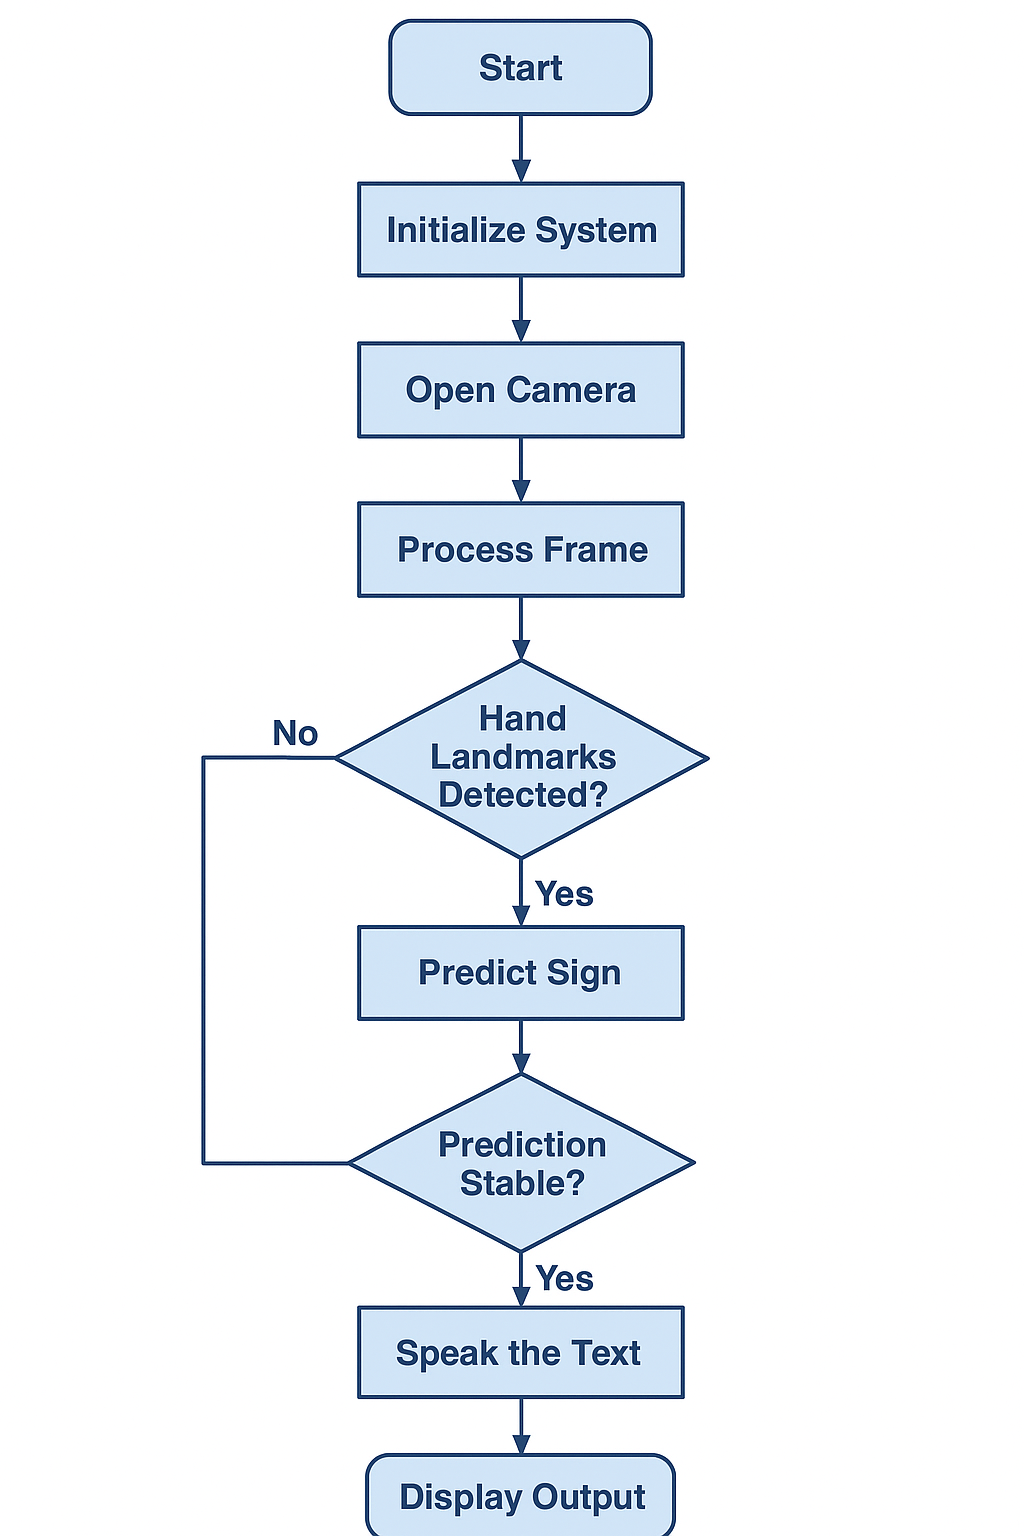 Start
Initialize System
Open Camera
Process Frame
Hand
Landmarks
Detected?
No
Yes
Predict Sign
Prediction
Stable?
Yes
Speak the Text
Display Output